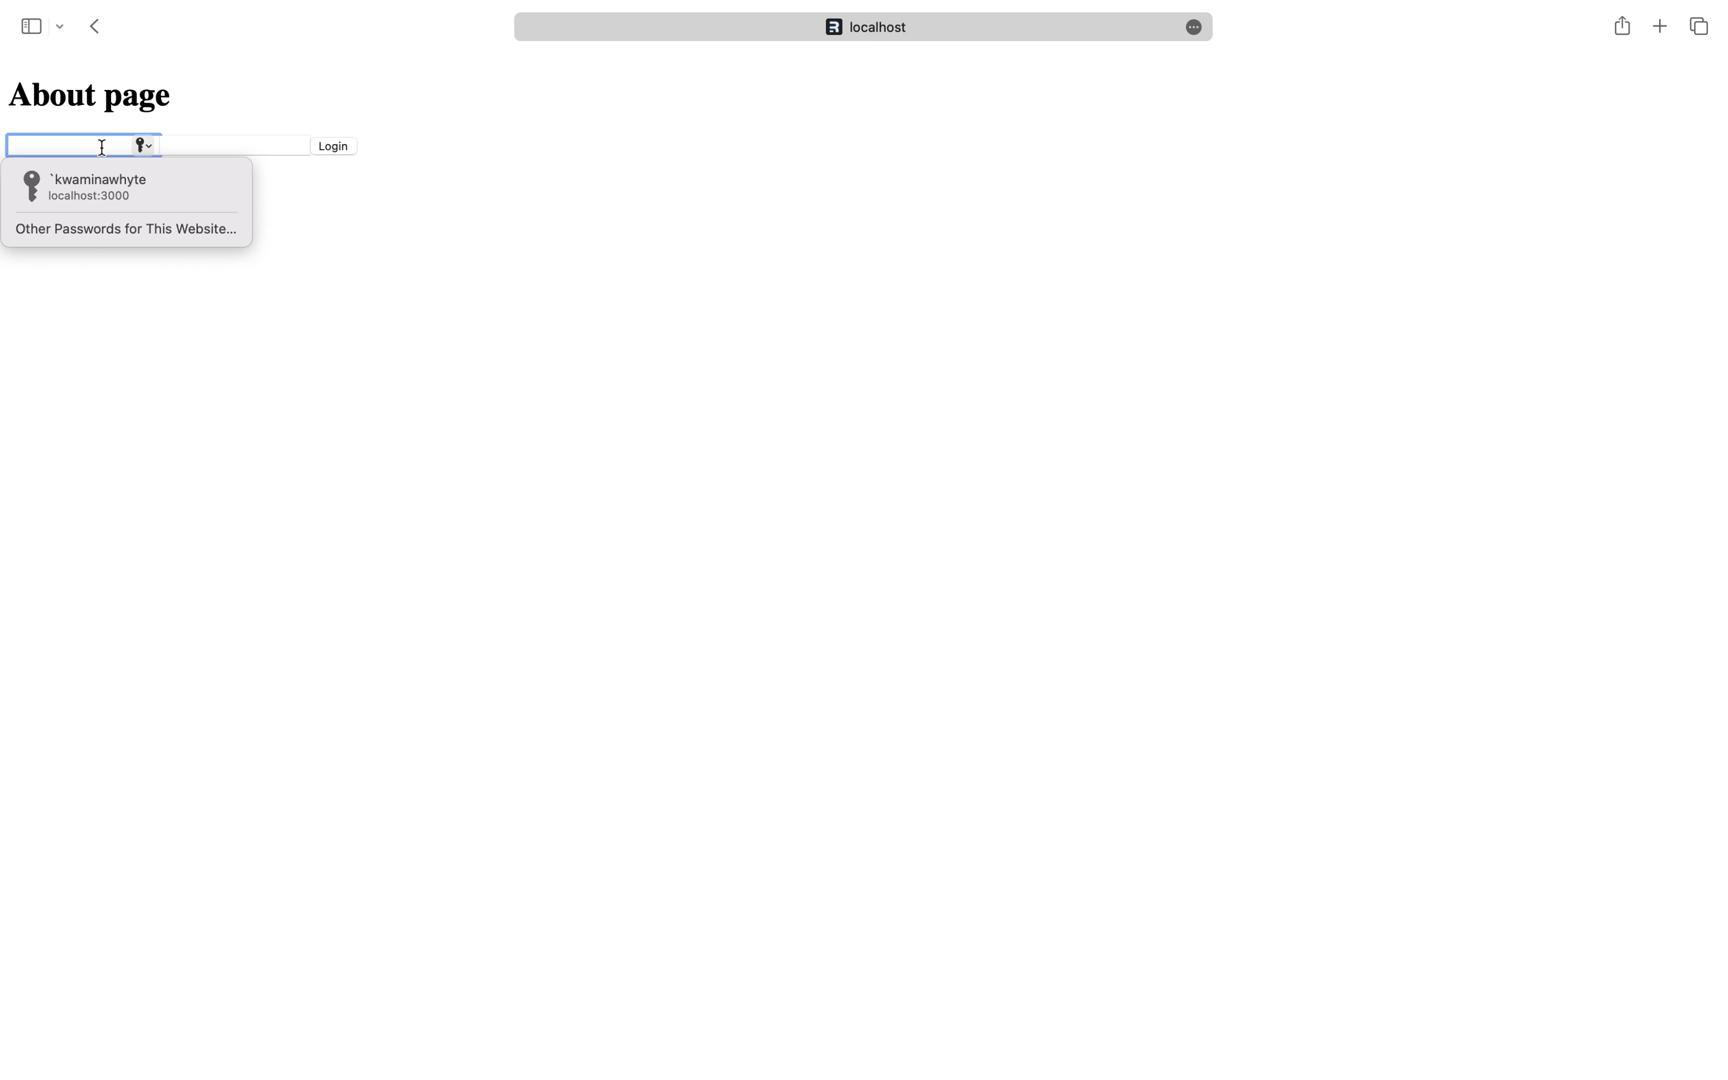 localhost
About page
Login
`kwaminawhyte
localhost:3000
Other Passwords for This Website...